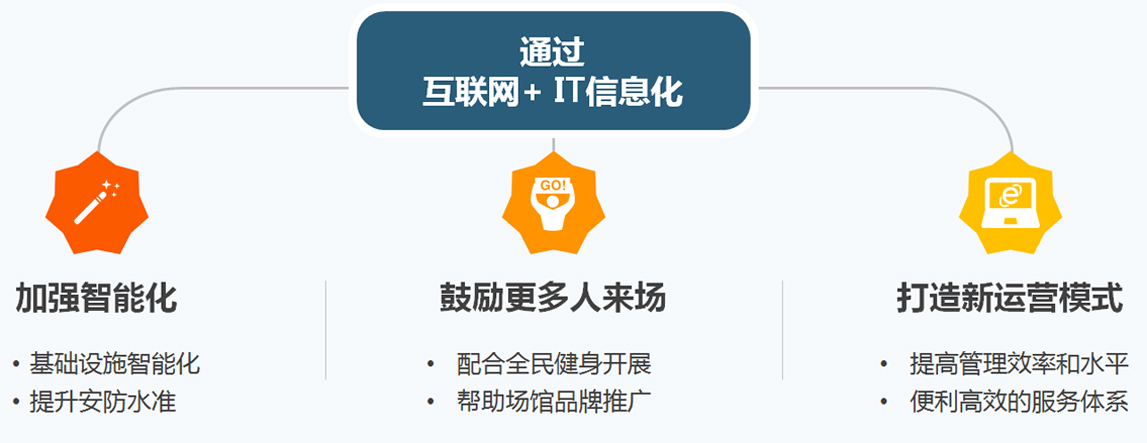 通过
互联网+ IT信息化
GO!
e
加强智能化
鼓励更多人来场
打造新运营模式
• 基础设施智能化
• 提升安防水准
• 配合全民健身开展
• 帮助场馆品牌推广
• 提高管理效率和水平
• 便利高效的服务体系